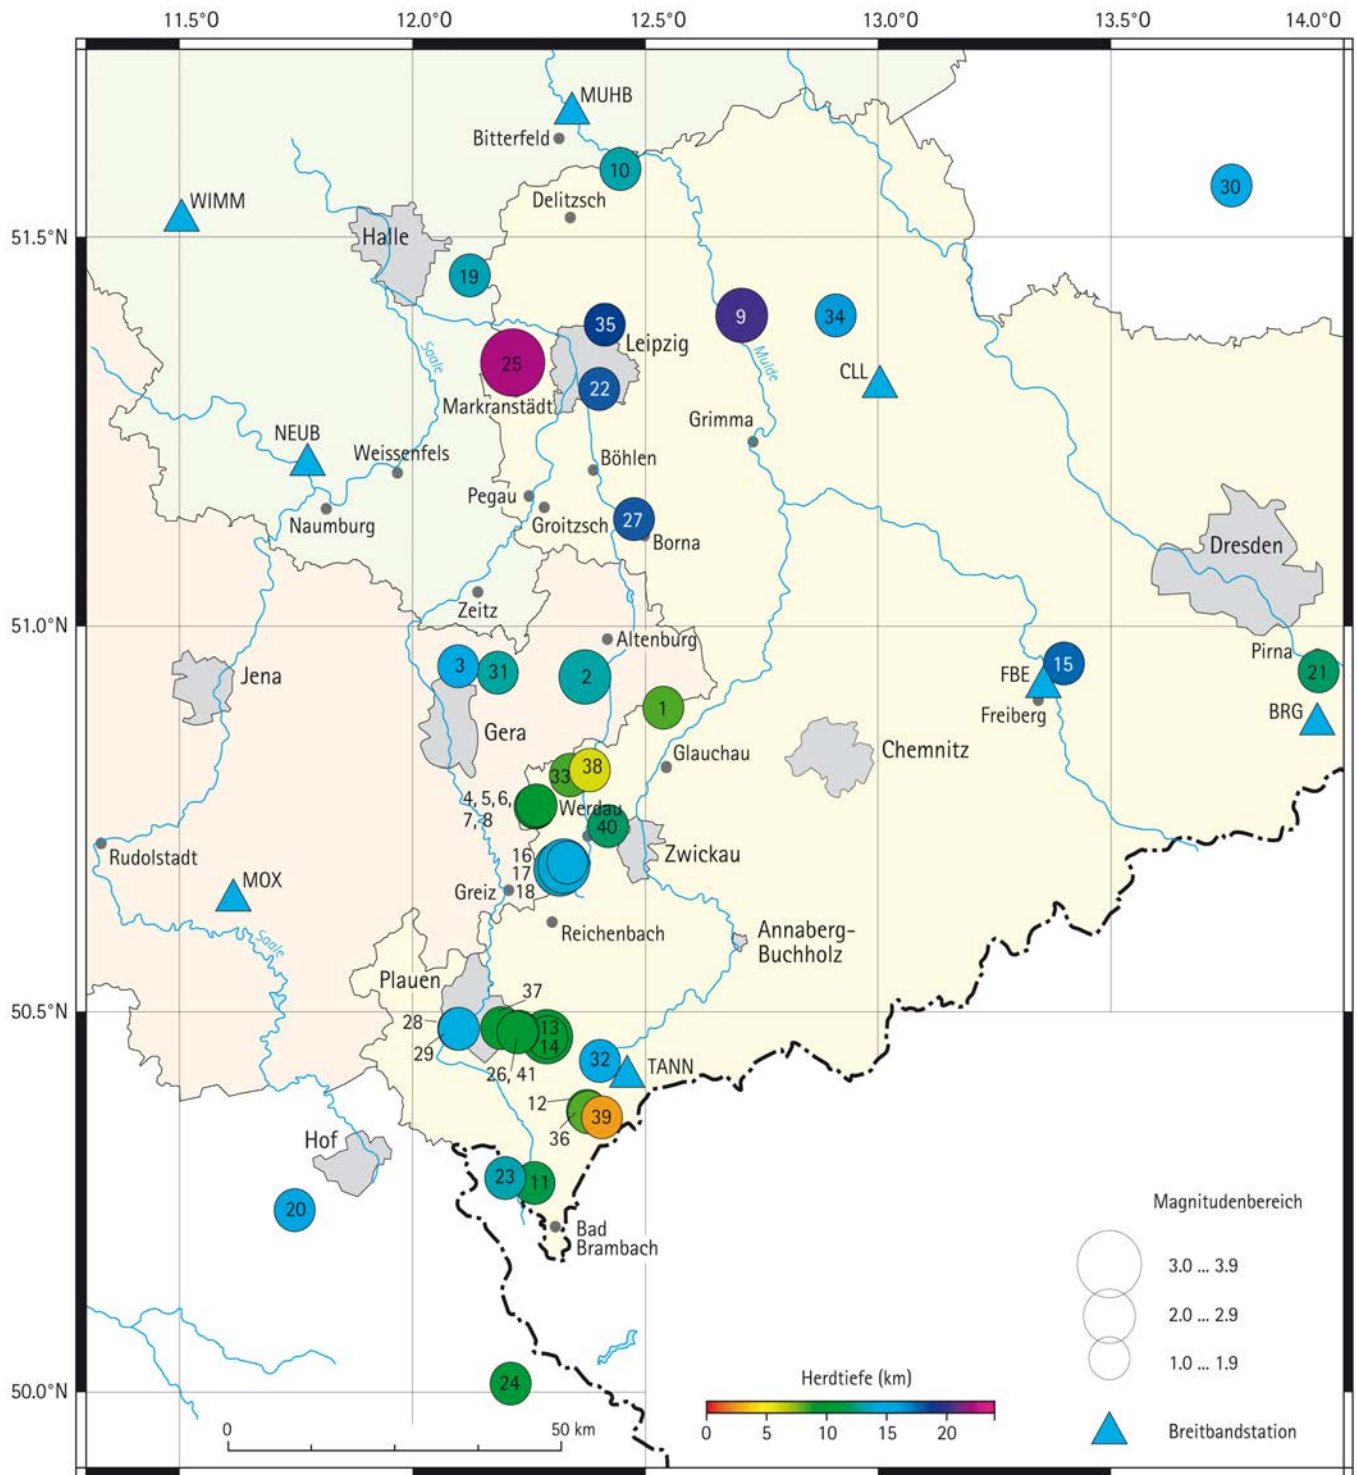 11.5°O 12.0°O 12.5°O 13.0°O 13.5°O 14.0°O
MUHB
Bitterfeld
10
30
WIMM
Delitzsch
51.5°N
Halle
19
9
34
35
Leipzig
Saale
25
Mulde
CLL
22
Markranstädt
Grimma
NEUB
Weissenfels
Böhlen
Pegau
Naumburg
Groitzsch
27
Borna
Dresden
Zeitz
51.0°N
Altenburg
Pirna
3
31
2
15
21
Jena
FBE
1
Freiberg
BRG
Gera
Glauchau
Chemnitz
33
38
4, 5, 6,
7, 8
Werdau
40
Rudolstadt
16
17
18
Zwickau
MOX
Greiz
Reichenbach
Annaberg-
Buchholz
Saale
Plauen
37
50.5°N
28
13
14
29
32
TANN
26, 41
12
39
36
Hof
23
11
20
Bad
Brambach
Magnitudenbereich
3.0 ... 3.9
2.0 ... 2.9
1.0 ... 1.9
50.0°N
24
Herdtiefe (km)
0 5 10 15 20
0 50 km
Breitbandstation